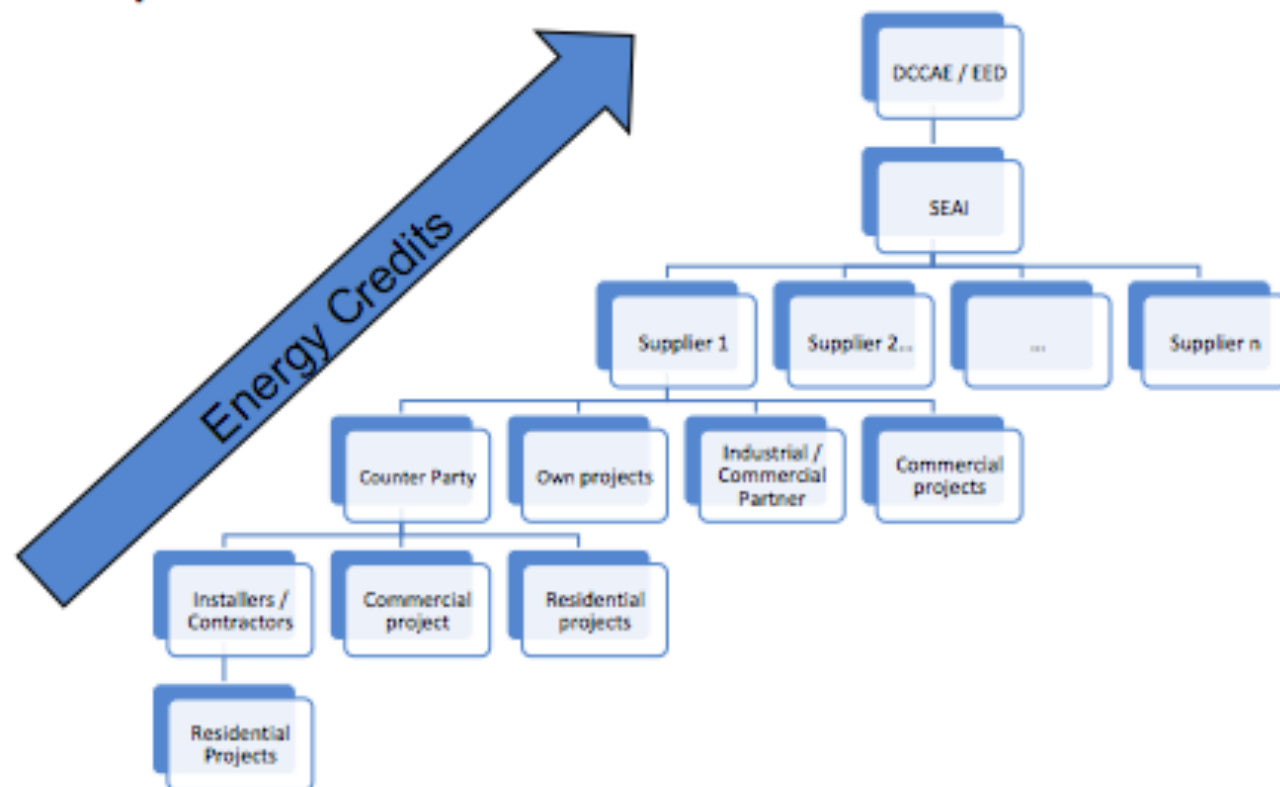 DCCAE / EED
SEAI
Energy Credits
Supplier 1
Supplier 2...
...
Supplier n
Counter Party
Own projects
Industrial /
Commercial
Partner
Commercial
projects
Installers /
Contractors
Commercial
project
Residential
projects
Residential
Projects